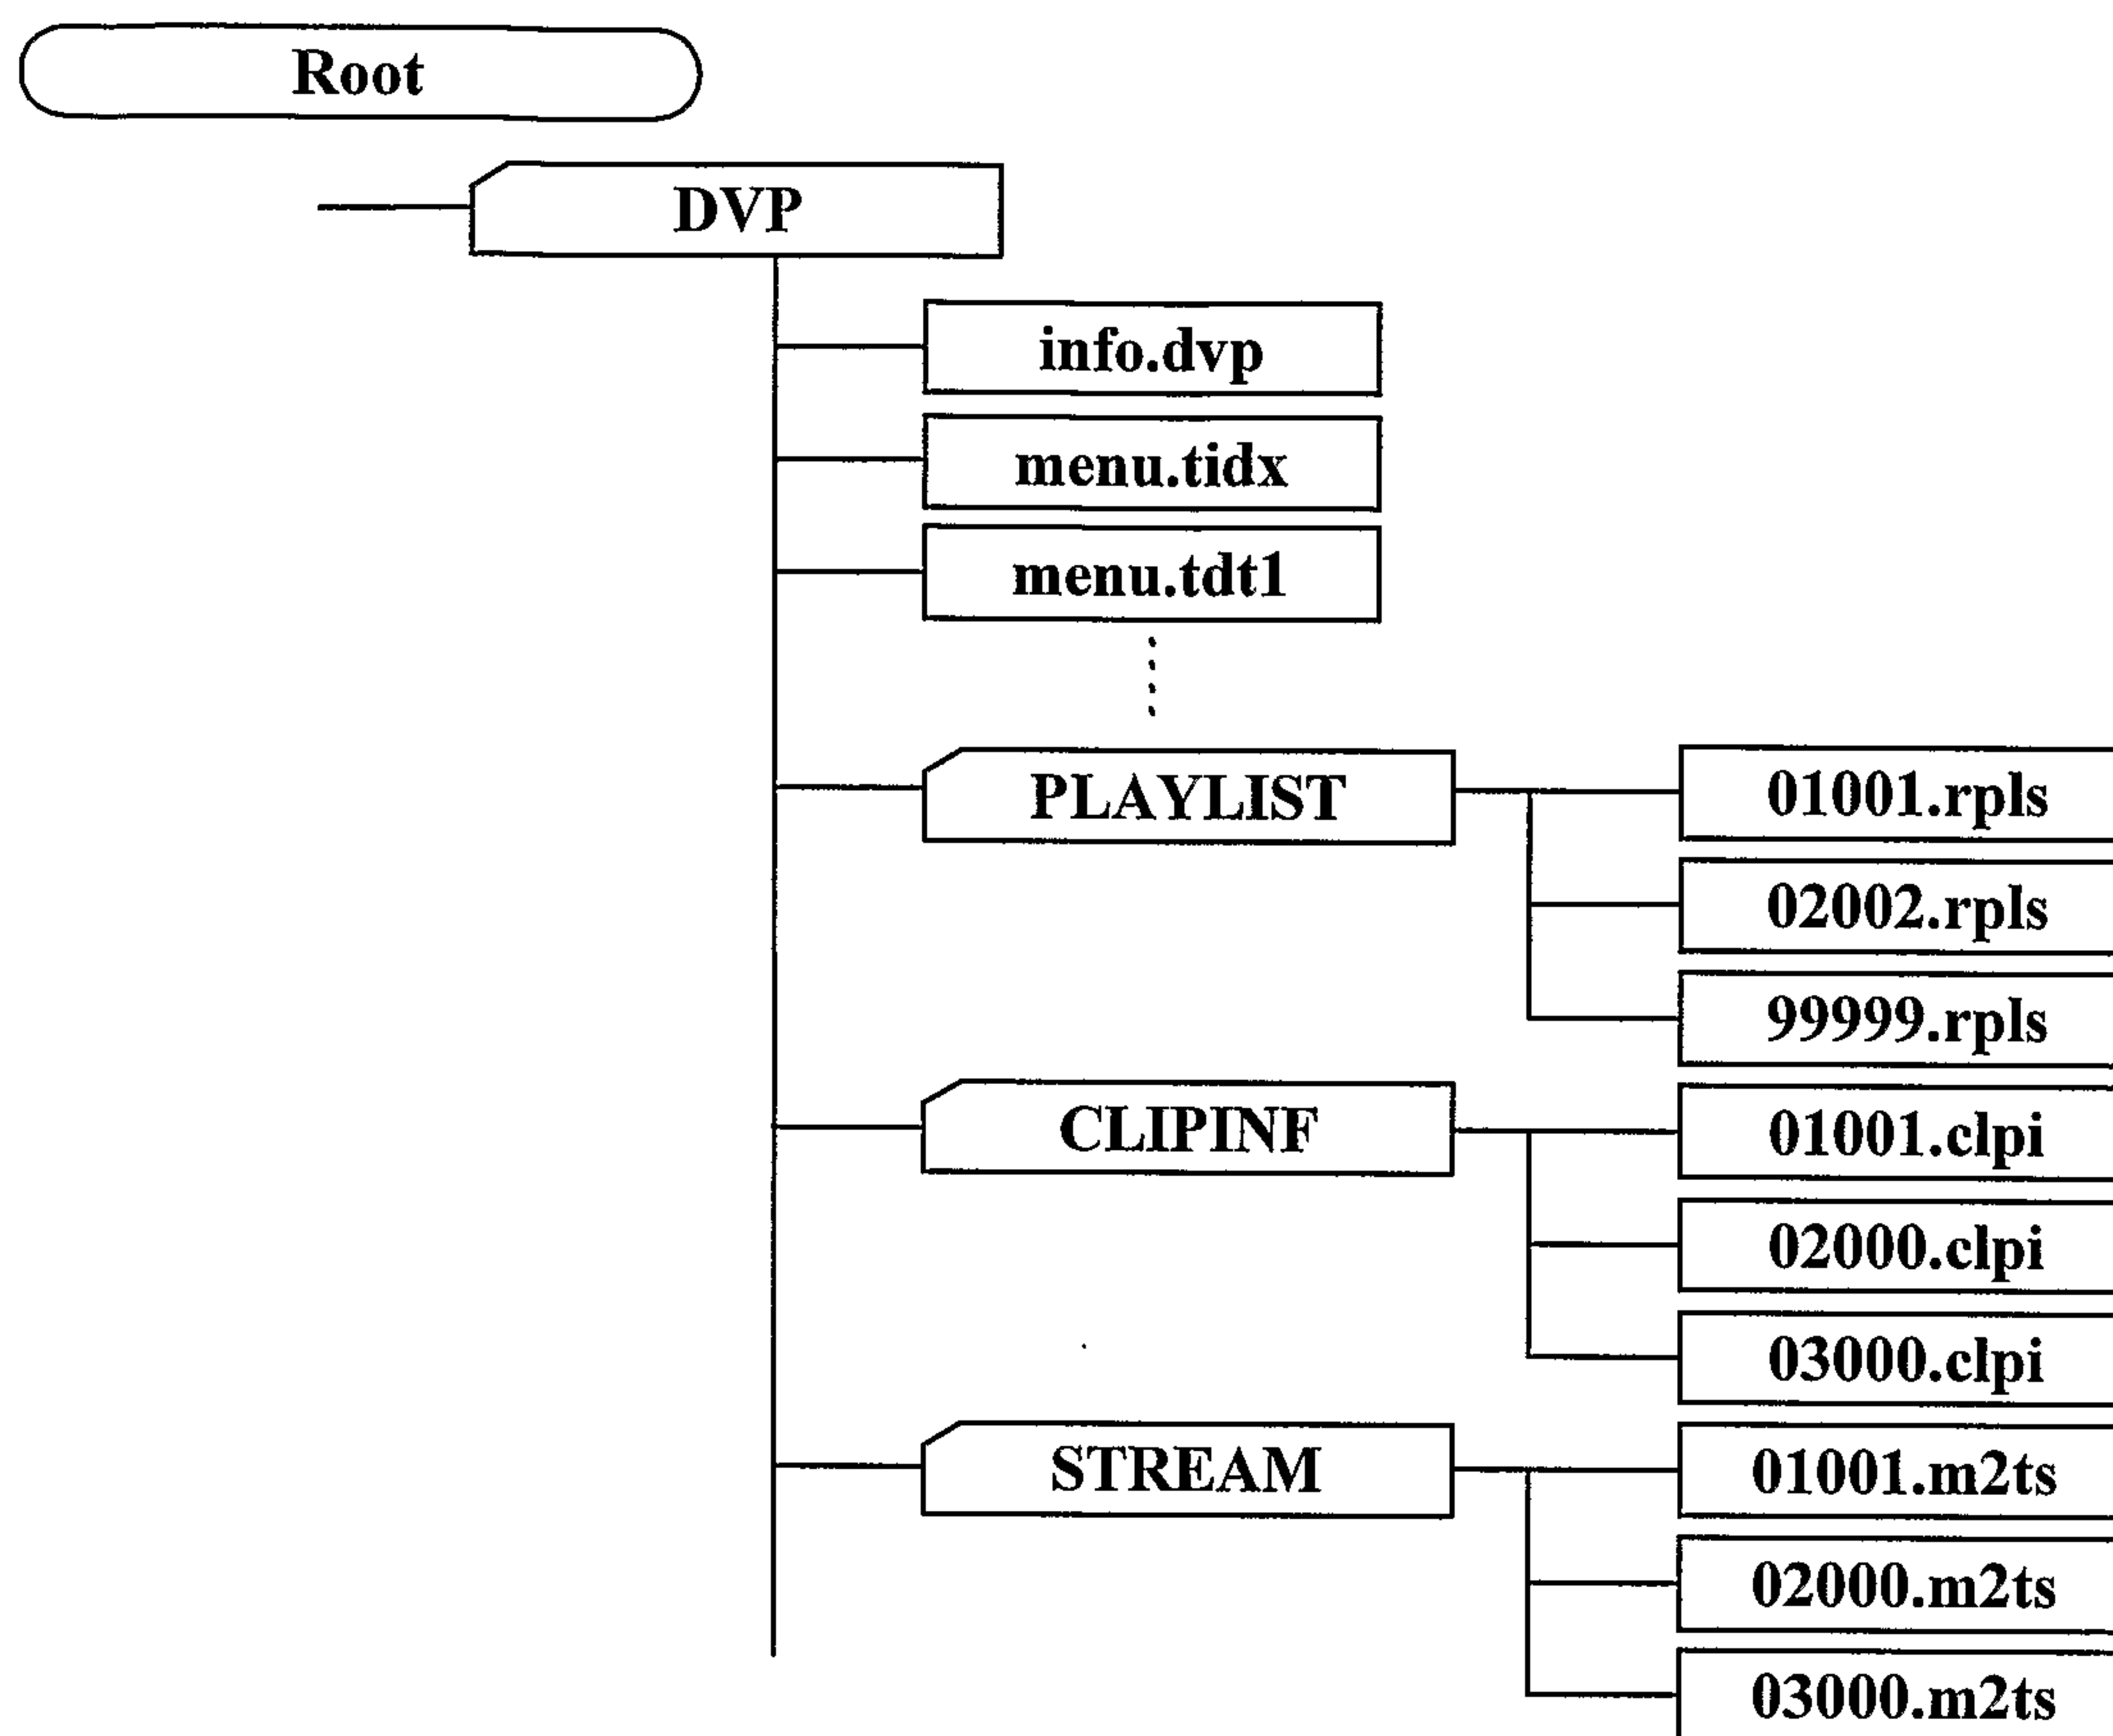 Root
DVP
info.dvp
menu.tidx
menu.tdt1
PLAYLIST
01001.rpls
02002.rpls
99999.rpls
CLIPINF
01001.clpi
02000.clpi
03000.clpi
STREAM
01001.m2ts
02000.m2ts
03000.m2ts